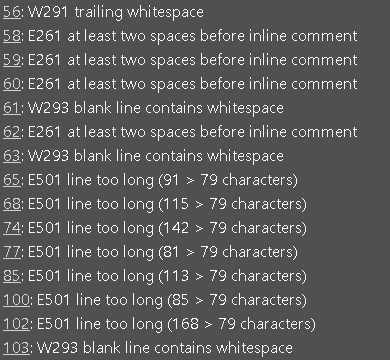 56: W291 trailing whitespace
58: E261 at least two spaces before inline comment
59: E261 at least two spaces before inline comment
60: E261 at least two spaces before inline comment
61: W293 blank line contains whitespace
62: E261 at least two spaces before inline comment
63: W293 blank line contains whitespace
65: E501 line too long (91 > 79 characters)
68: E501 line too long (115 > 79 characters)
74: E501 line too long (142 > 79 characters)
77: E501 line too long (81 > 79 characters)
85: E501 line too long (113 > 79 characters)
100: E501 line too long (85 > 79 characters)
102: E501 line too long (168 > 79 characters)
103: W293 blank line contains whitespace